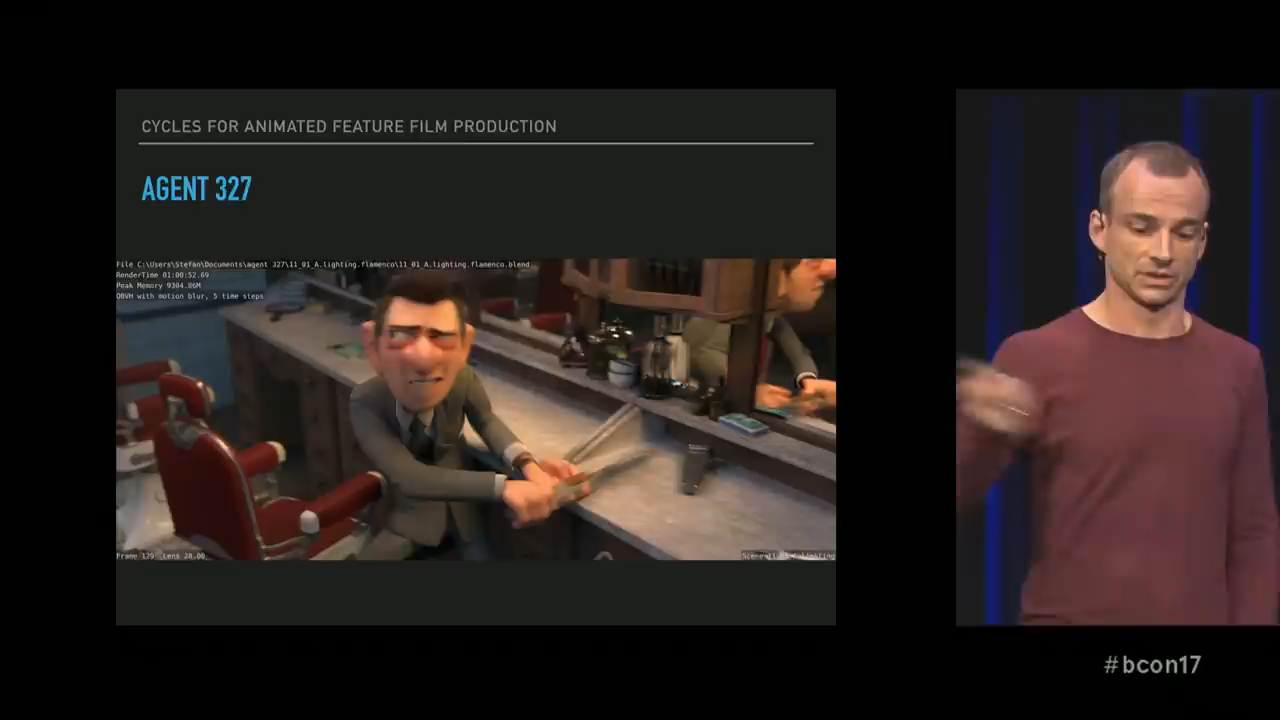 CYCLES FOR ANIMATED FEATURE FILM PRODUCTION
AGENT 327
File C:\Users\Stefan\Documents\agent 327\11_01_A.lighting.flamenco\11_01_A.lighting.flamenco.blend
RenderTime 01:00:52.69
Peak Memory 9304.86M
OBVH with motion blur, 5 time steps
Frame 129 Lens 28.00
#bcon17